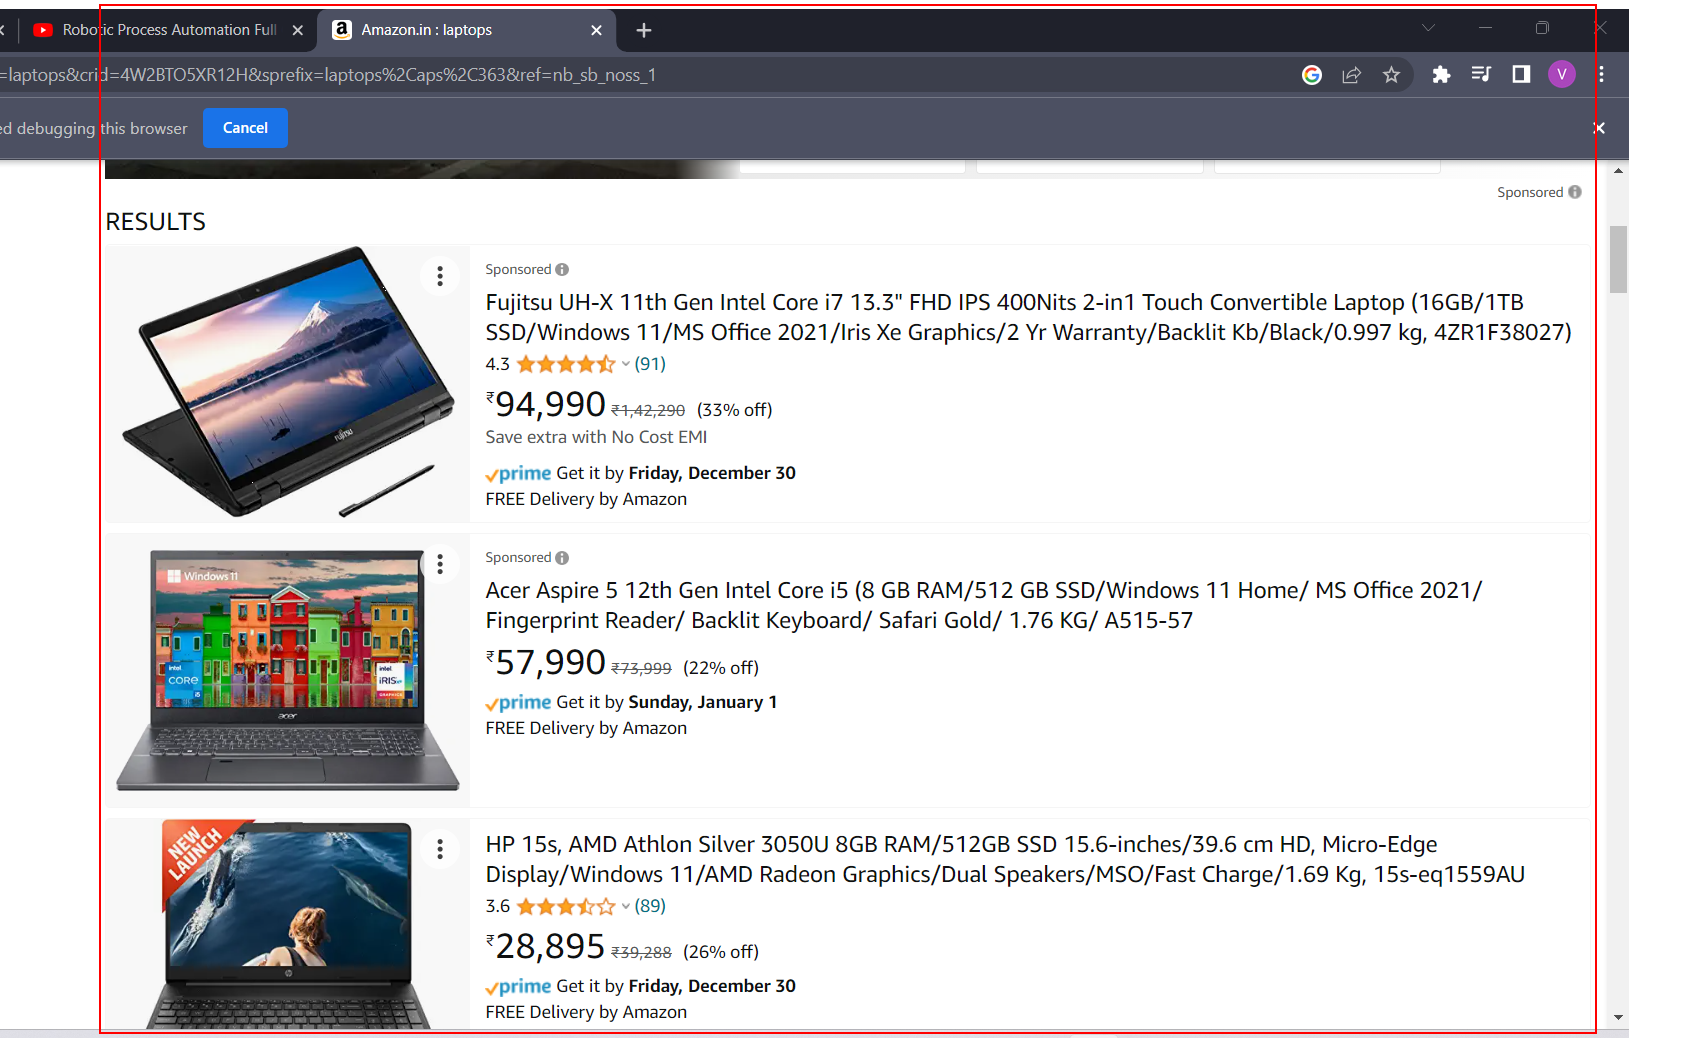 Robotic Process Automation Full
Amazon.in : laptops
=laptops&crid=4W2BTO5XR12H&sprefix=laptops%2Caps%2C363&ref=nb_sb_noss_1
V
ed debugging this browser
Cancel
Sponsored
RESULTS
Sponsored
Fujitsu UH-X 11th Gen Intel Core i7 13.3" FHD IPS 400Nits 2-in1 Touch Convertible Laptop (16GB/1TB
SSD/Windows 11/MS Office 2021/Iris Xe Graphics/2 Yr Warranty/Backlit Kb/Black/0.997 kg, 4ZR1F38027)
4.3 (91)
₹94,990 ₹1,42,290 (33% off)
Save extra with No Cost EMI
prime Get it by Friday, December 30
FREE Delivery by Amazon
FUJITSU
Sponsored
Acer Aspire 5 12th Gen Intel Core i5 (8 GB RAM/512 GB SSD/Windows 11 Home/ MS Office 2021/
Fingerprint Reader/ Backlit Keyboard/ Safari Gold/ 1.76 KG/ A515-57
₹57,990 ₹73,999 (22% off)
prime Get it by Sunday, January 1
FREE Delivery by Amazon
Windows 11
intel
CORE
i5
intel
iRIS xe
GRAPHICS
acer
NEW
LAUNCH
HP 15s, AMD Athlon Silver 3050U 8GB RAM/512GB SSD 15.6-inches/39.6 cm HD, Micro-Edge
Display/Windows 11/AMD Radeon Graphics/Dual Speakers/MSO/Fast Charge/1.69 Kg, 15s-eq1559AU
3.6 (89)
₹28,895 ₹39,288 (26% off)
prime Get it by Friday, December 30
FREE Delivery by Amazon
hp